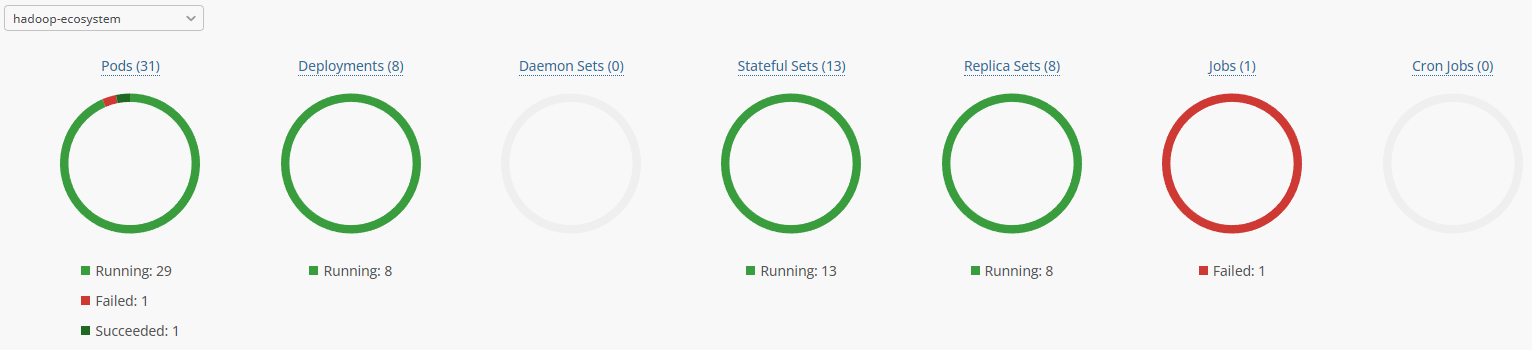 hadoop-ecosystem
Pods (31)
Deployments (8)
Daemon Sets (0)
Stateful Sets (13)
Replica Sets (8)
Jobs (1)
Cron Jobs (0)
Running: 29
Failed: 1
Succeeded: 1
Running: 8
Running: 13
Running: 8
Failed: 1